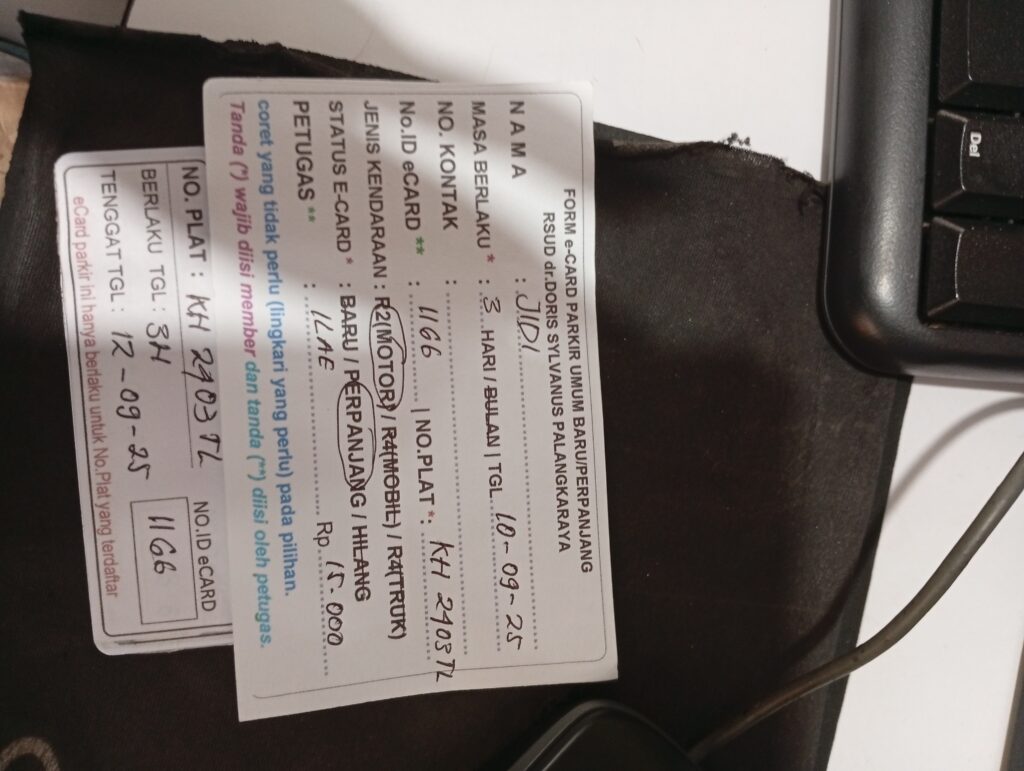 FORM e-CARD PARKIR UMUM BARU/PERPANJANG
RSUD dr.DORIS SYLVANUS PALANGKARAYA
N A M A : JIDI
MASA BERLAKU * : 3 HARI / BULAN | TGL. 10-09-25
NO. KONTAK :
No.ID eCARD ** : 1166 | NO.PLAT *: KH 2903 TL
JENIS KENDARAAN : R2(MOTOR) / R4(MOBIL) / R4(TRUK)
STATUS E-CARD * : BARU / PERPANJANG / HILANG
PETUGAS ** : ILAE Rp 15.000
coret yang tidak perlu (lingkari yang perlu) pada pilihan.
Tanda (*) wajib diisi member dan tanda (**) diisi oleh petugas.
NO. PLAT : KH 2903 TL NO.ID eCARD
BERLAKU TGL : 3H 1166
TENGGAT TGL : 12-09-25
eCard parkir ini hanya berlaku untuk No.Plat yang terdaftar
Del